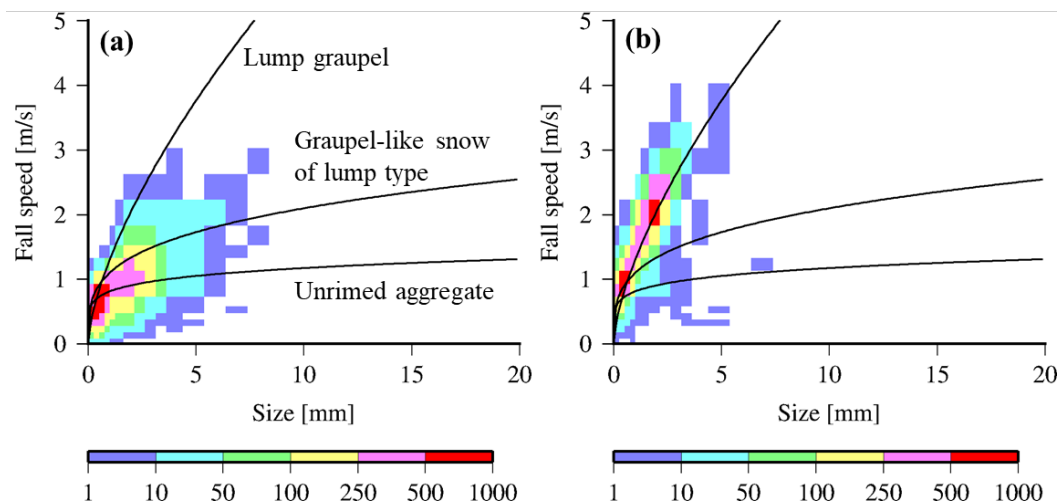 (a)
Lump graupel
Graupel-like snow
of lump type
Unrimed aggregate
Fall speed [m/s]
5
4
3
2
1
0
0 5 10 15 20
Size [mm]
1 10 50 100 250 500 1000
(b)
Fall speed [m/s]
5
4
3
2
1
0
0 5 10 15 20
Size [mm]
1 10 50 100 250 500 1000